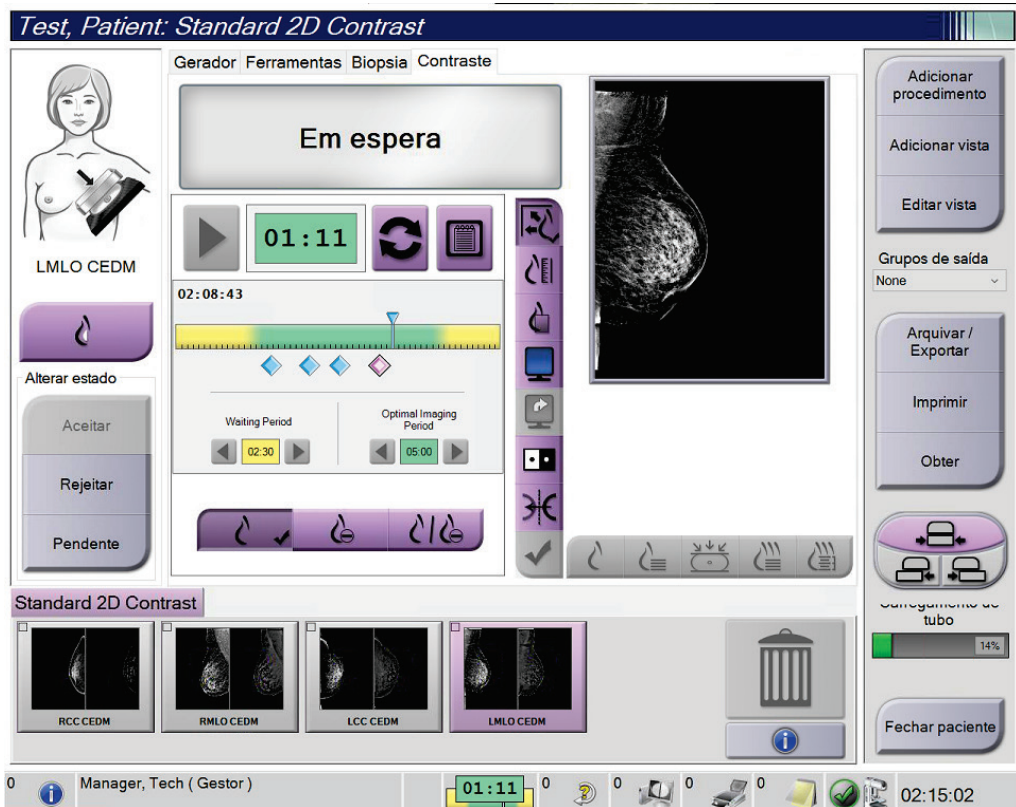 Test, Patient: Standard 2D Contrast
Gerador Ferramentas Biopsia Contraste
Em espera
01:11
02:08:43
Waiting Period
02:30
Optimal Imaging
Period
05:00
LMLO CEDM
Alterar estado
Aceitar
Rejeitar
Pendente
Adicionar
procedimento
Adicionar vista
Editar vista
Grupos de saída
None
Arquivar /
Exportar
Imprimir
Obter
Carregamento de
tubo
14%
Fechar paciente
Standard 2D Contrast
RCC CEDM
RMLO CEDM
LCC CEDM
LMLO CEDM
0
Manager, Tech ( Gestor )
01:11
0
0
0
0
02:15:02